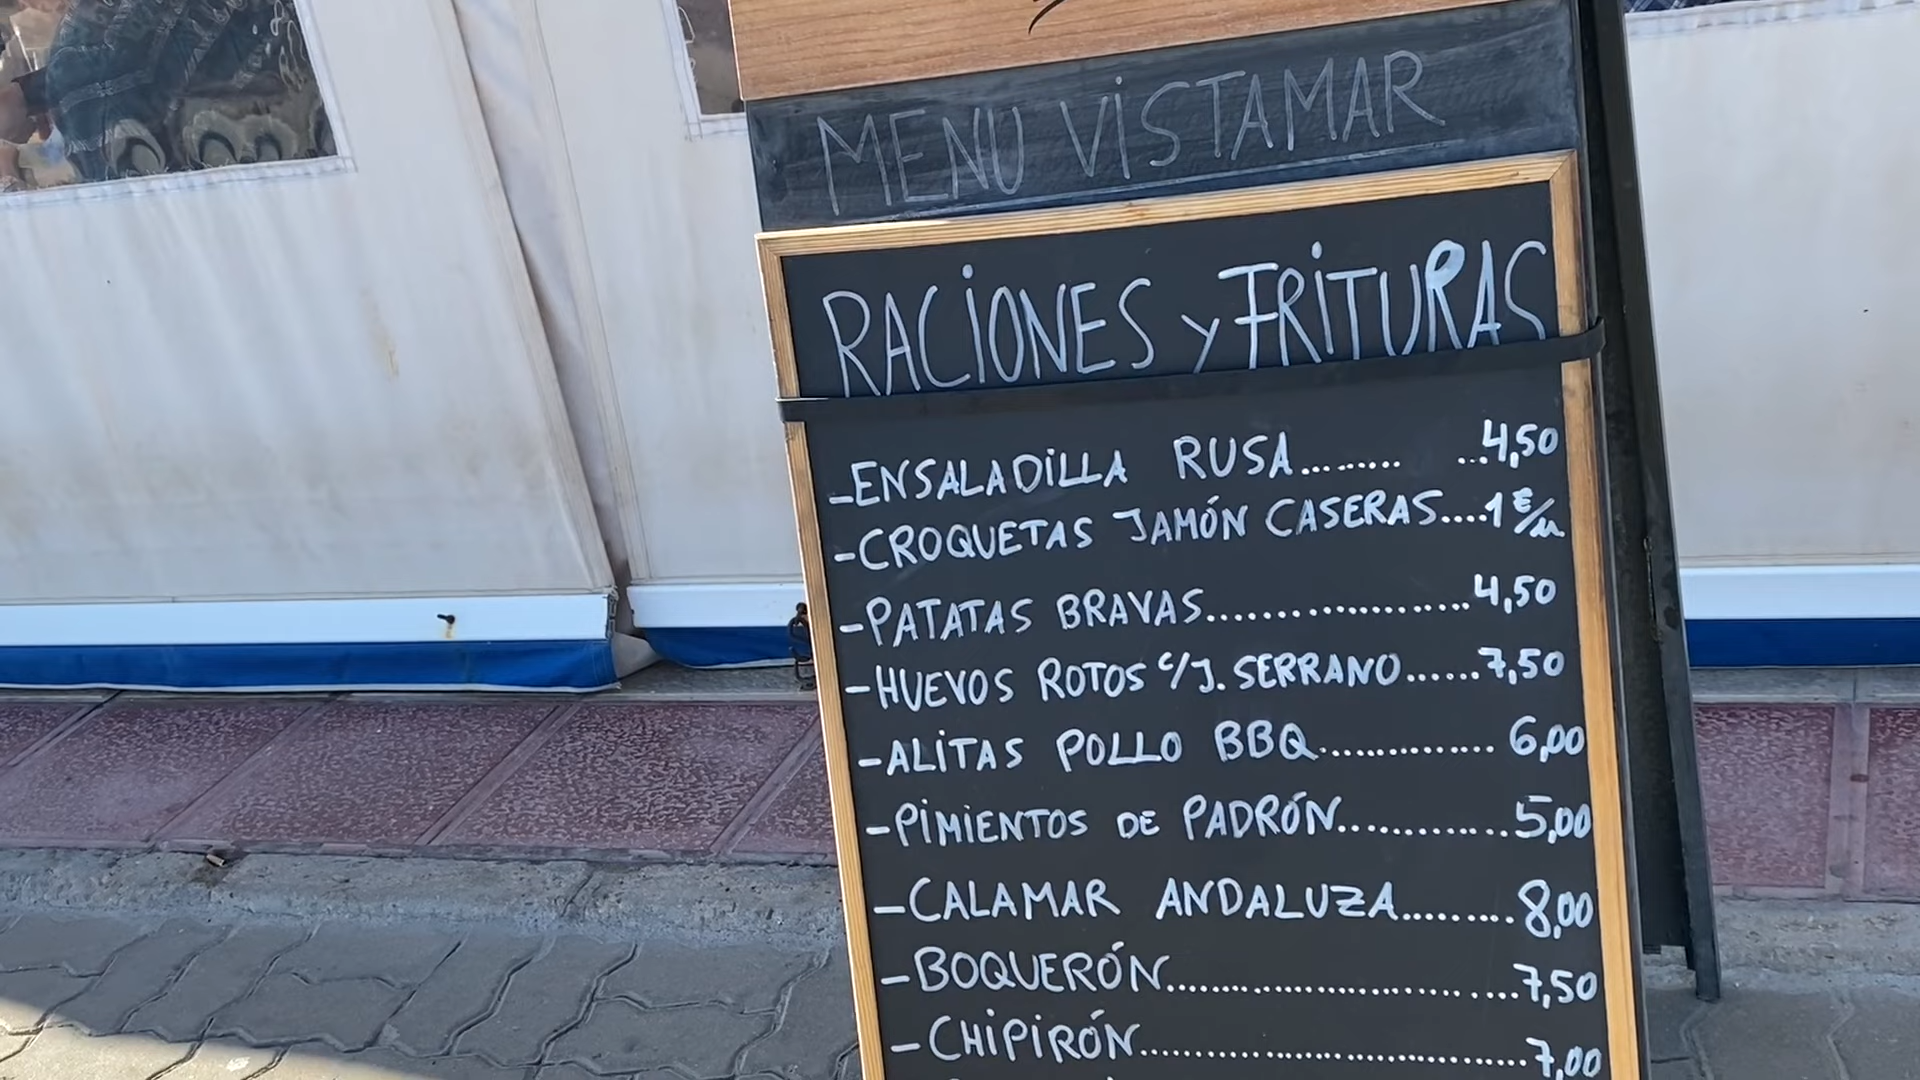 MENU VISTAMAR
RACIONES y FRITURAS
-ENSALADILLA RUSA.......... ...4,50
-CROQUETAS JAMÓN CASERAS....1€/u
-PATATAS BRAVAS....................4,50
-HUEVOS ROTOS c/J. SERRANO......7,50
-ALITAS POLLO BBQ.............. 6,00
-PIMIENTOS DE PADRÓN............5,00
-CALAMAR ANDALUZA.........8,00
-BOQUERÓN..............................7,50
-CHIPIRÓN.................................7,00